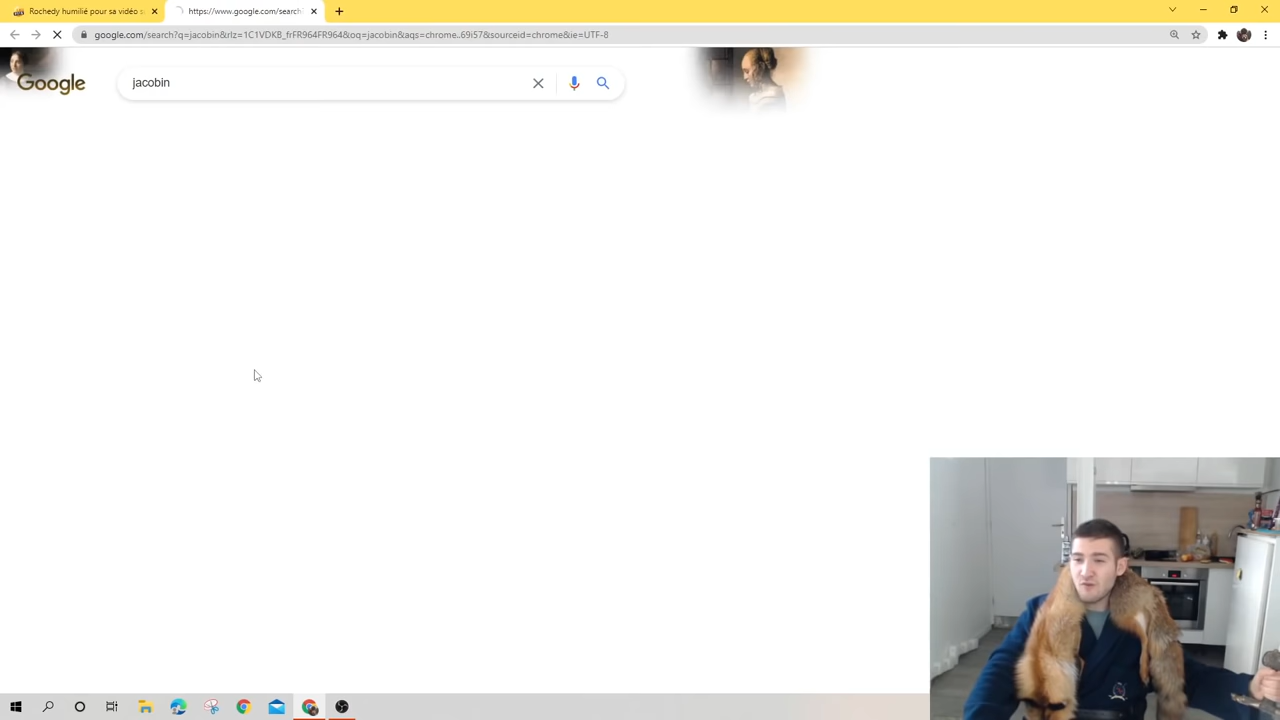 Rochedy humilié pour sa vidéo s
https://www.google.com/search?
google.com/search?q=jacobin&rlz=1C1VDKB_frFR964FR964&oq=jacobin&aqs=chrome..69i57&sourceid=chrome&ie=UTF-8
Google
jacobin